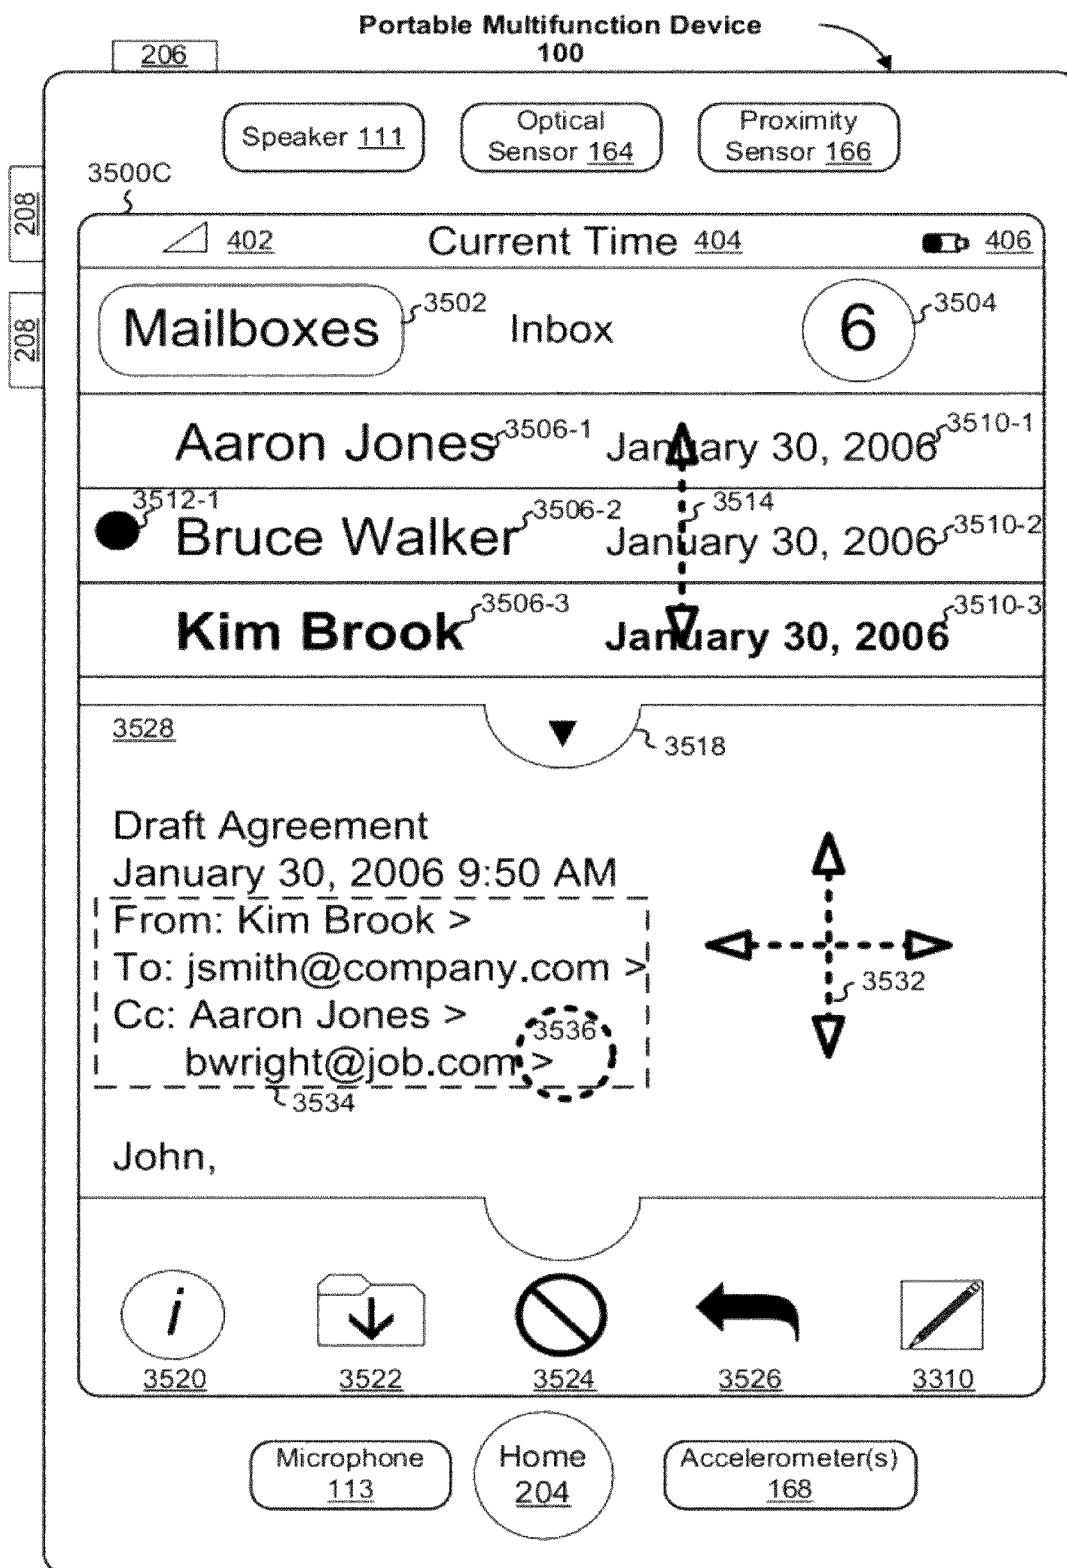 Portable Multifunction Device
100
206
Speaker 111
Optical
Sensor 164
Proximity
Sensor 166
208
3500C
402
Current Time 404
406
208
Mailboxes
3502
Inbox
6
3504
Aaron Jones
3506-1
January 30, 2006
3510-1
3512-1
Bruce Walker
3506-2
3514
January 30, 2006
3510-2
Kim Brook
3506-3
January 30, 2006
3510-3
3528
3518
Draft Agreement
January 30, 2006 9:50 AM
From: Kim Brook >
To: jsmith@company.com >
3532
Cc: Aaron Jones >
3536
bwright@job.com >
3534
John,
i
3520
3522
3524
3526
3310
Microphone
113
Home
204
Accelerometer(s)
168